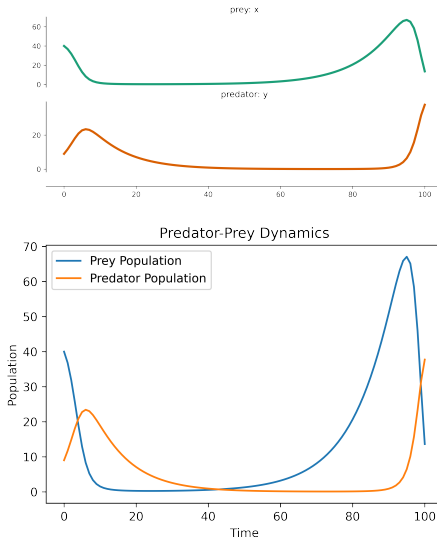 prey: x
60
40
20
0
predator: y
20
0
0 20 40 60 80 100
Predator-Prey Dynamics
70
60
50
40
30
20
10
0
Population
Prey Population
Predator Population
0 20 40 60 80 100
Time